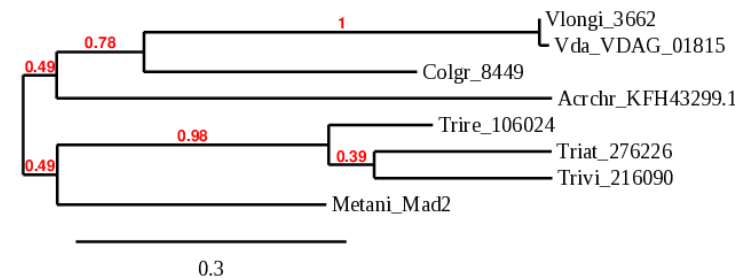 Vlongi_3662
1
Vda_VDAG_01815
0.78
0.49
Colgr_8449
Acrchr_KFH43299.1
Trire_106024
0.98
0.39
Triat_276226
0.49
Trivi_216090
Metani_Mad2
0.3